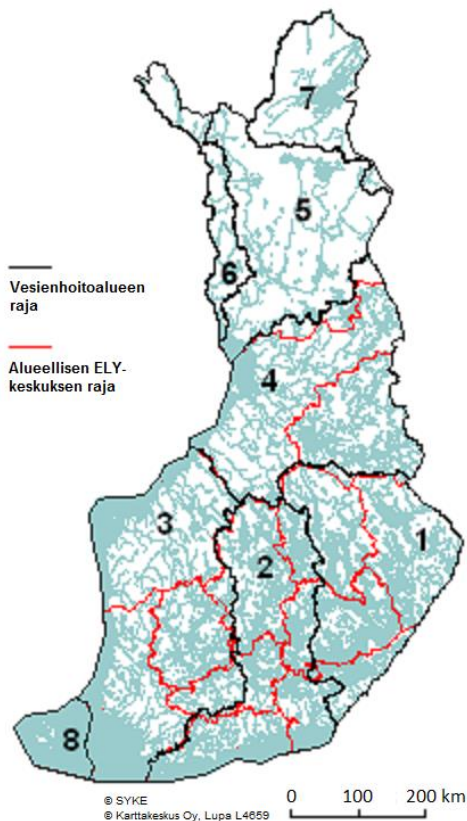 7
5
6
Vesienhoitoalueen
raja
Alueellisen ELY-
keskuksen raja
4
3
1
2
8
© SYKE
© Karttakeskus Oy, Lupa L4659
0 100 200 km